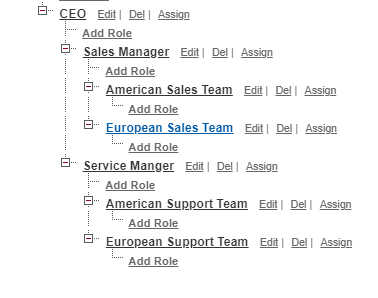 CEO Edit | Del | Assign
Add Role
Sales Manager Edit | Del | Assign
Add Role
American Sales Team Edit | Del | Assign
Add Role
European Sales Team Edit | Del | Assign
Add Role
Service Manger Edit | Del | Assign
Add Role
American Support Team Edit | Del | Assign
Add Role
European Support Team Edit | Del | Assign
Add Role